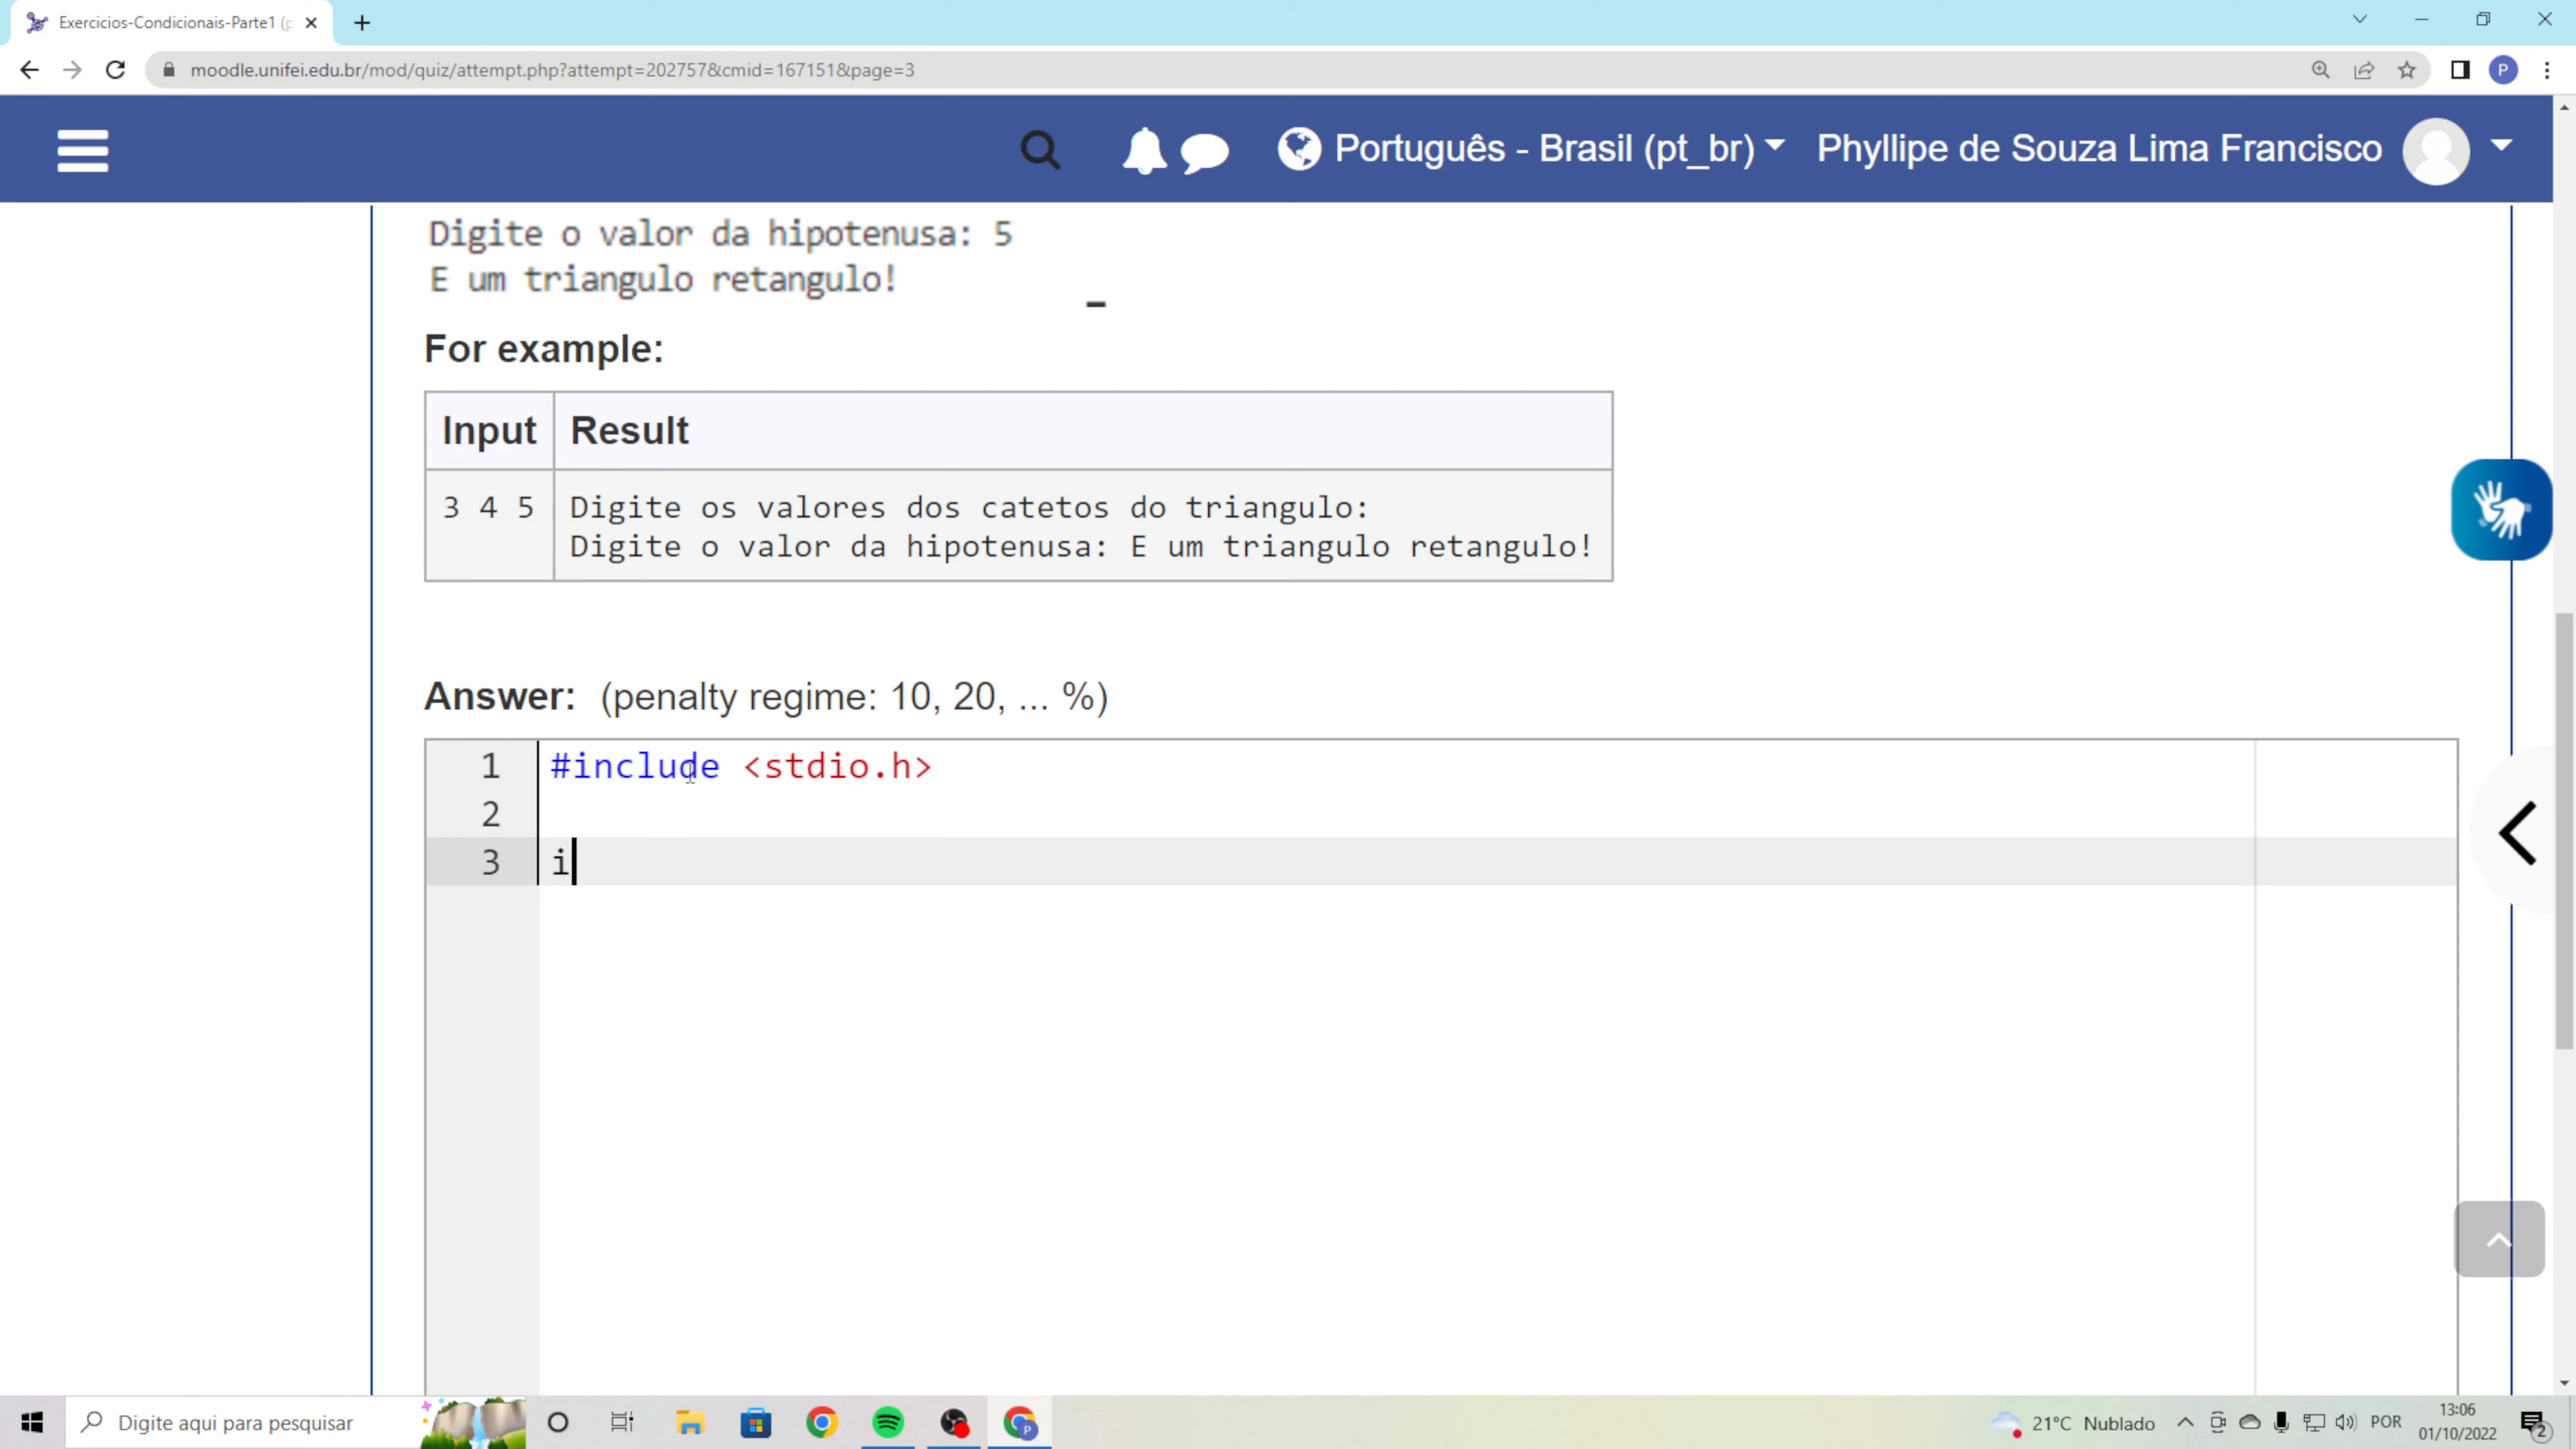 Exercicios-Condicionais-Parte1 (p
moodle.unifei.edu.br/mod/quiz/attempt.php?attempt=202757&cmid=167151&page=3
P
Português - Brasil (pt_br)
Phyllipe de Souza Lima Francisco
Digite o valor da hipotenusa: 5
E um triangulo retangulo!
For example:
Input Result
3 4 5 Digite os valores dos catetos do triangulo:
Digite o valor da hipotenusa: E um triangulo retangulo!
Answer: (penalty regime: 10, 20, ... %)
1 #include <stdio.h>
2
3 i
Digite aqui para pesquisar
P
21°C Nublado
POR
13:06
01/10/2022
2